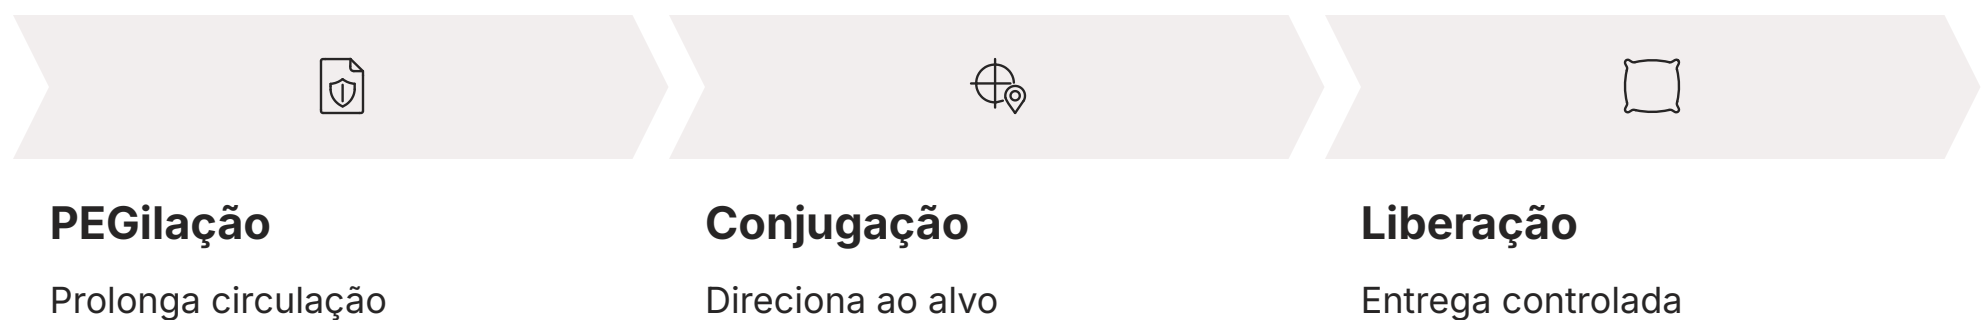 PEGilação
Prolonga circulação
Conjugação
Direciona ao alvo
Liberação
Entrega controlada